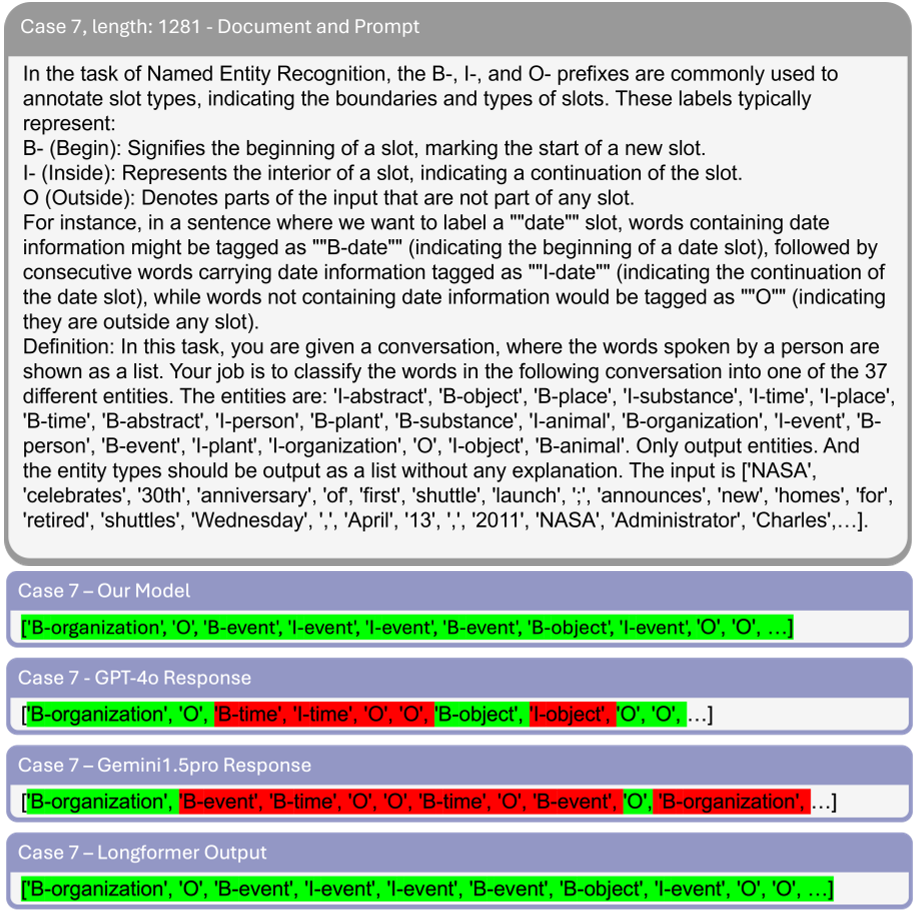 Case 7, length: 1281 - Document and Prompt
In the task of Named Entity Recognition, the B-, I-, and O- prefixes are commonly used to
annotate slot types, indicating the boundaries and types of slots. These labels typically
represent:
B- (Begin): Signifies the beginning of a slot, marking the start of a new slot.
I- (Inside): Represents the interior of a slot, indicating a continuation of the slot.
O (Outside): Denotes parts of the input that are not part of any slot.
For instance, in a sentence where we want to label a ""date"" slot, words containing date
information might be tagged as ""B-date"" (indicating the beginning of a date slot), followed by
consecutive words carrying date information tagged as ""I-date"" (indicating the continuation of
the date slot), while words not containing date information would be tagged as ""O"" (indicating
they are outside any slot).
Definition: In this task, you are given a conversation, where the words spoken by a person are
shown as a list. Your job is to classify the words in the following conversation into one of the 37
different entities. The entities are: 'I-abstract', 'B-object', 'B-place', 'I-substance', 'I-time', 'I-place',
'B-time', 'B-abstract', 'I-person', 'B-plant', 'B-substance', 'I-animal', 'B-organization', 'I-event', 'B-
person', 'B-event', 'I-plant', 'I-organization', 'O', 'I-object', 'B-animal'. Only output entities. And
the entity types should be output as a list without any explanation. The input is ['NASA',
'celebrates', '30th', 'anniversary', 'of', 'first', 'shuttle', 'launch', ';', 'announces', 'new', 'homes', 'for',
'retired', 'shuttles', 'Wednesday', ',', 'April', '13', ',', '2011', 'NASA', 'Administrator', 'Charles',…].
Case 7 – Our Model
['B-organization', 'O', 'B-event', 'I-event', 'I-event', 'B-event', 'B-object', 'I-event', 'O', 'O', …]
Case 7 - GPT-4o Response
['B-organization', 'O', 'B-time', 'I-time', 'O', 'O', 'B-object', 'I-object', 'O', 'O', …]
Case 7 – Gemini1.5pro Response
['B-organization', 'B-event', 'B-time', 'O', 'O', 'B-time', 'O', 'B-event', 'O', 'B-organization', …]
Case 7 – Longformer Output
['B-organization', 'O', 'B-event', 'I-event', 'I-event', 'B-event', 'B-object', 'I-event', 'O', 'O', …]